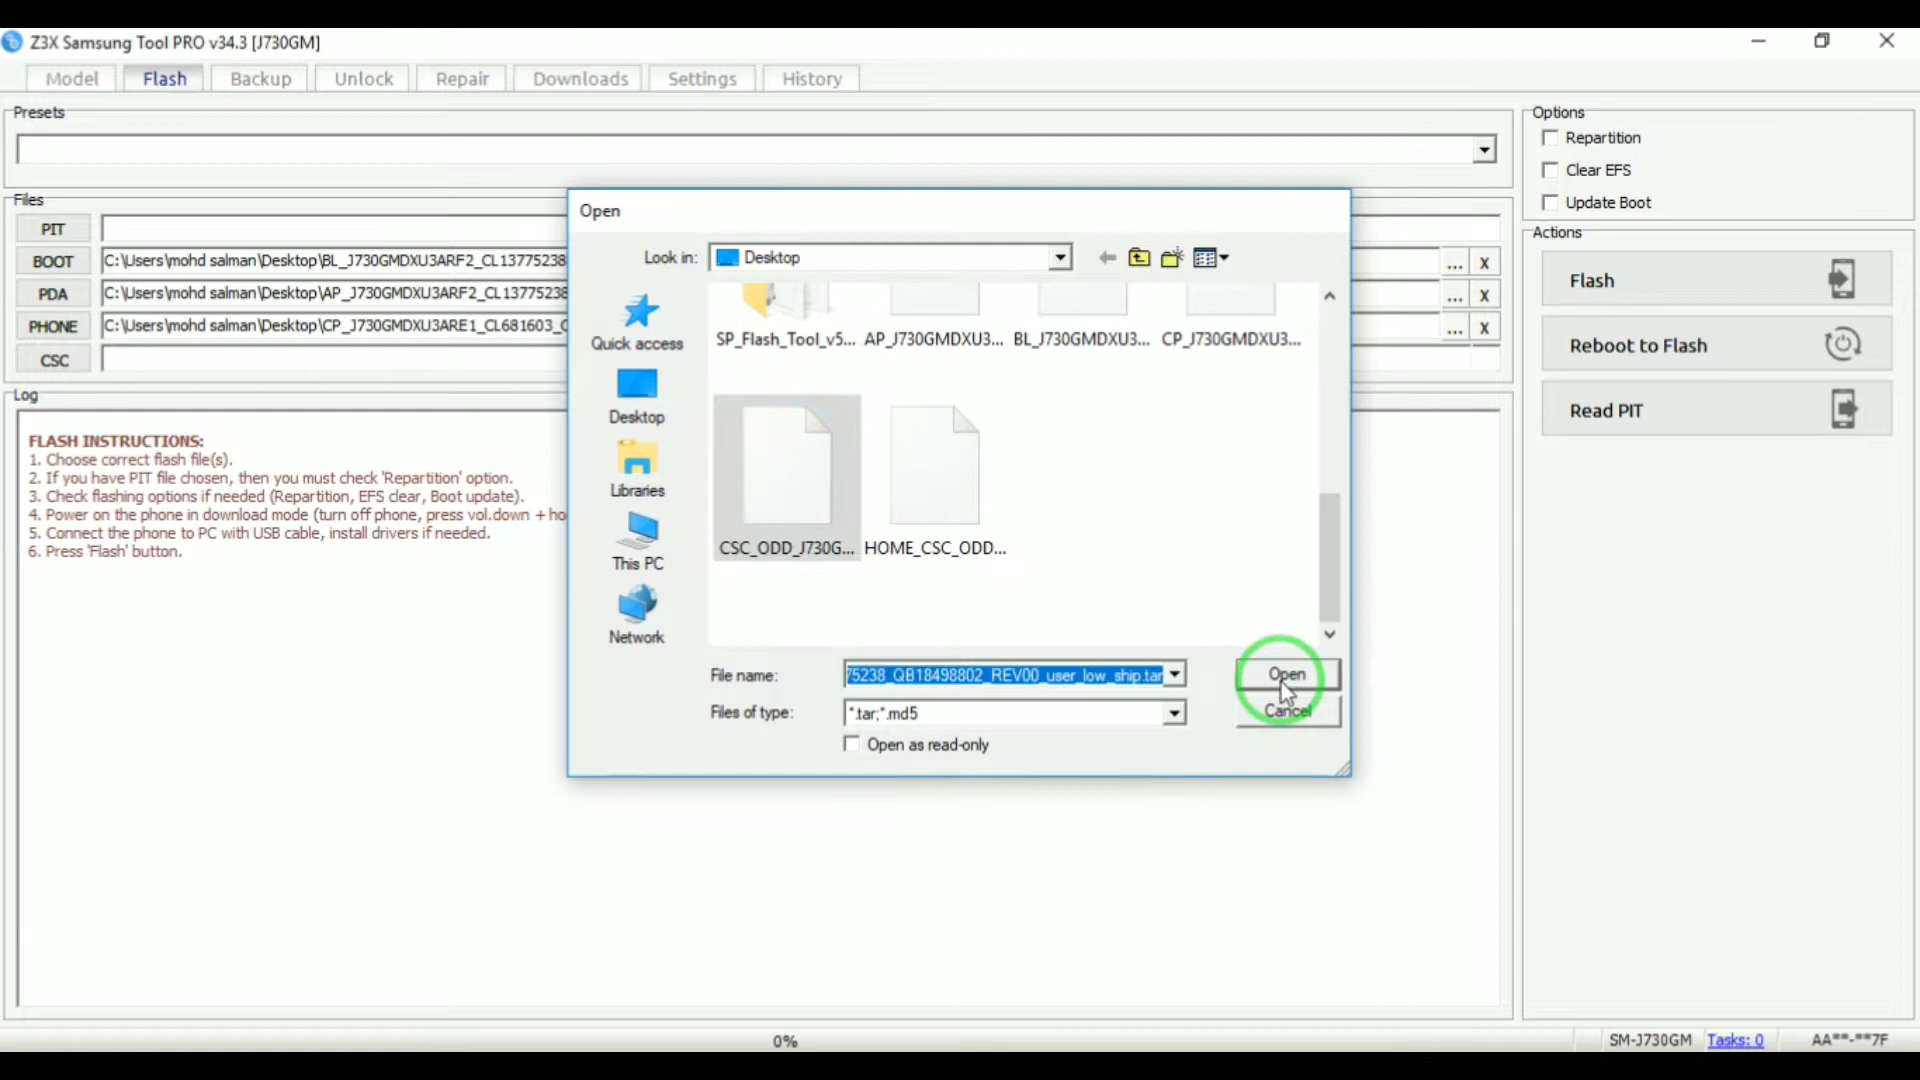 Z3X Samsung Tool PRO v34.3 [J730GM]
Model Flash Backup Unlock Repair Downloads Settings History
Presets
Files
PIT
BOOT C:\Users\mohd salman\Desktop\BL_J730GMDXU3ARF2_CL13775238 ... X
PDA C:\Users\mohd salman\Desktop\AP_J730GMDXU3ARF2_CL13775238 ... X
PHONE C:\Users\mohd salman\Desktop\CP_J730GMDXU3ARE1_CL681603_C ... X
CSC
Log
FLASH INSTRUCTIONS:
1. Choose correct flash file(s).
2. If you have PIT file chosen, then you must check 'Repartition' option.
3. Check flashing options if needed (Repartition, EFS clear, Boot update).
4. Power on the phone in download mode (turn off phone, press vol.down + ho
5. Connect the phone to PC with USB cable, install drivers if needed.
6. Press 'Flash' button.
Open
Look in: Desktop
Quick access
Desktop
Libraries
This PC
Network
SP_Flash_Tool_v5... AP_J730GMDXU3... BL_J730GMDXU3... CP_J730GMDXU3...
CSC_ODD_J730G... HOME_CSC_ODD...
File name: 75238_QB18498802_REV00_user_low_ship.tar Open
Files of type: *.tar;*.md5 Cancel
Open as read-only
Options
Repartition
Clear EFS
Update Boot
Actions
Flash
Reboot to Flash
Read PIT
0% SM-J730GM Tasks: 0 AA**-**7F